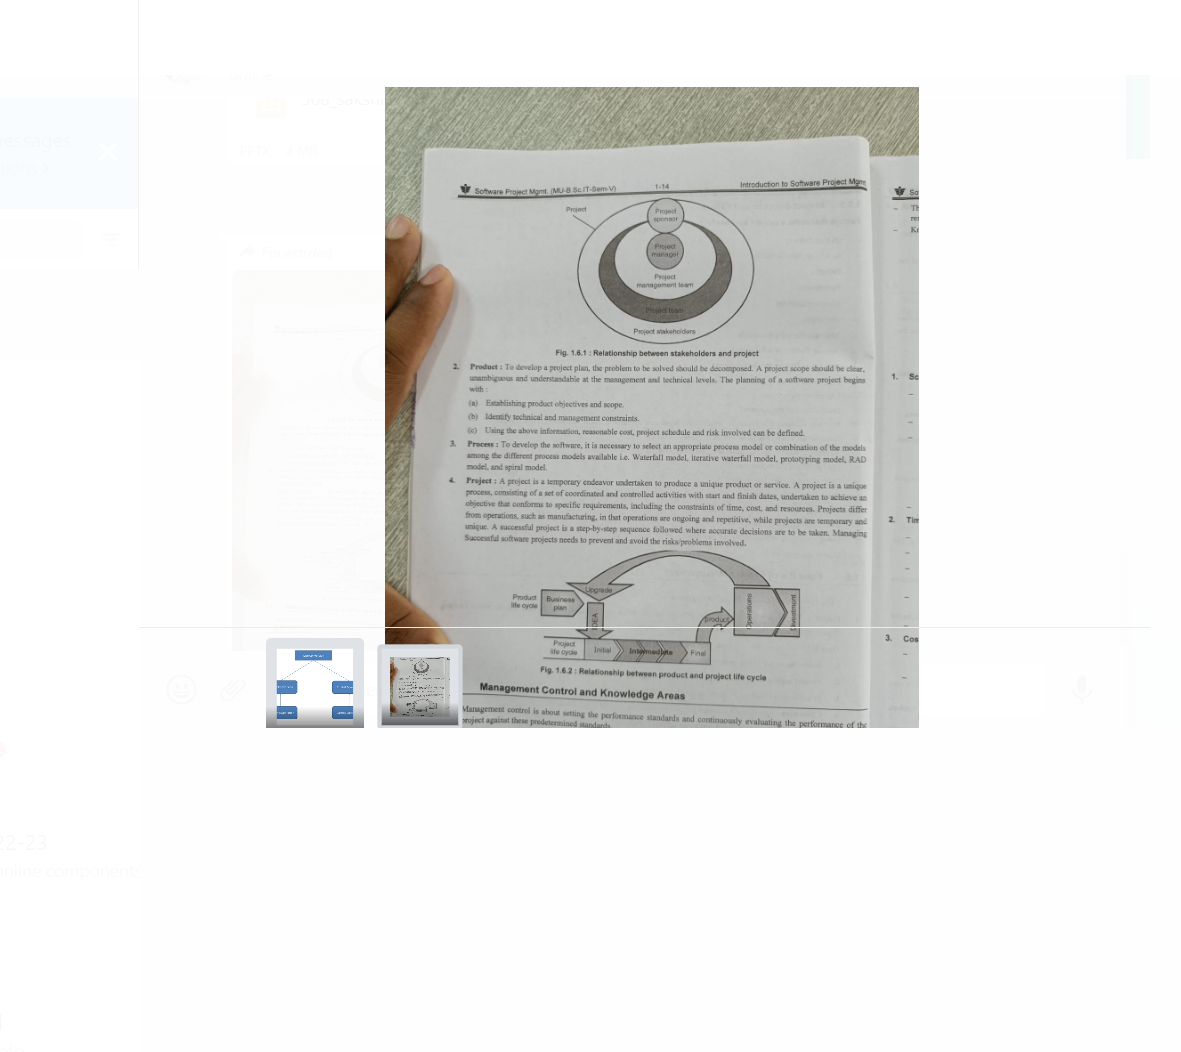 Software Project Mgmt. (MU-B.Sc.IT-Sem-V) 1-14 Introduction to Software Project Mgmt
Project
Project
sponsor
Project
manager
Project
management team
Project team
Project stakeholders
Fig. 1.6.1 : Relationship between stakeholders and project
2. Product : To develop a project plan, the problem to be solved should be decomposed. A project scope should be clear,
unambiguous and understandable at the management and technical levels. The planning of a software project begins
with :
(a) Establishing product objectives and scope.
(b) Identify technical and management constraints.
(c) Using the above information, reasonable cost, project schedule and risk involved can be defined.
3. Process : To develop the software, it is necessary to select an appropriate process model or combination of the models
among the different process models available i.e. Waterfall model, iterative waterfall model, prototyping model, RAD
model, and spiral model.
4. Project : A project is a temporary endeavor undertaken to produce a unique product or service. A project is a unique
process, consisting of a set of coordinated and controlled activities with start and finish dates, undertaken to achieve an
objective that conforms to specific requirements, including the constraints of time, cost, and resources. Projects differ
from operations, such as manufacturing, in that operations are ongoing and repetitive, while projects are temporary and
unique. A successful project is a step-by-step sequence followed where accurate decisions are to be taken. Managing
Successful software projects needs to prevent and avoid the risks/problems involved.
Product
life cycle
Business
plan
Upgrade
IDEA
product
Operations
Divestment
Project
life cycle
Initial
Intermediate
Final
Fig. 1.6.2 : Relationship between product and project life cycle
Management Control and Knowledge Areas
Management control is about setting the performance standards and continuously evaluating the performance of the
project against these predetermined standards.
So
Th
re
Kr
1. Sc
2. Tim
3. Cos
essages
Forwarded
22-23
nline component